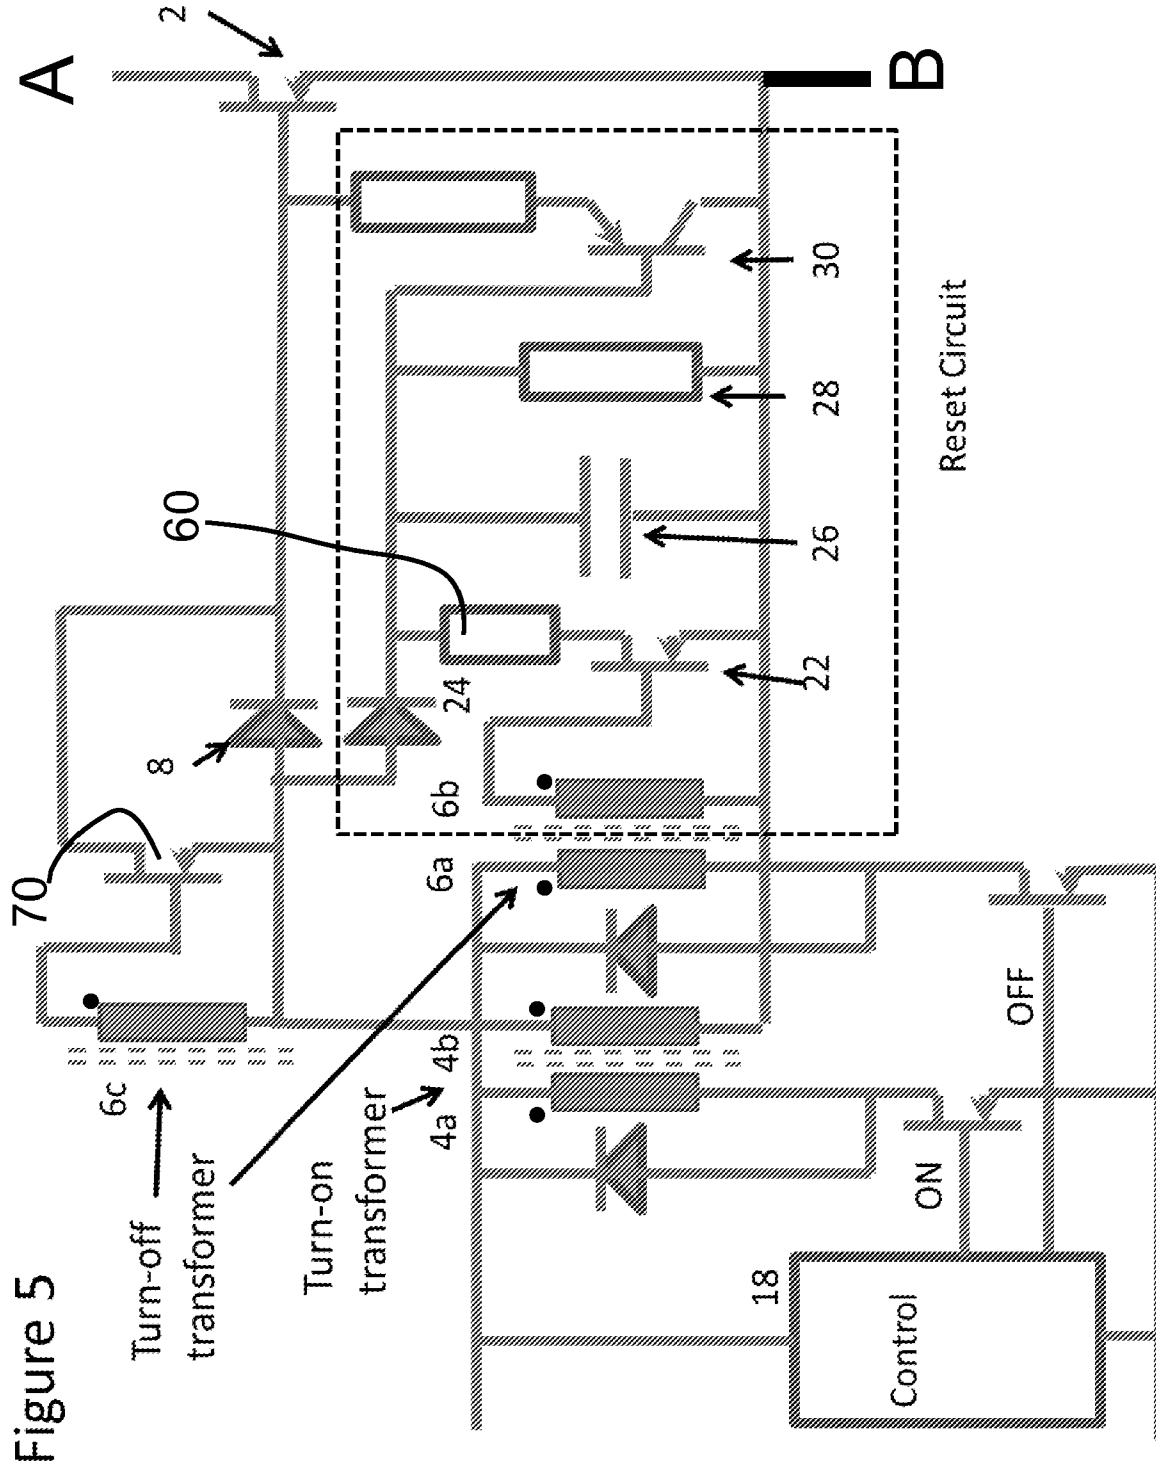 Figure 5
Turn-off
transformer
Turn-on
transformer
18
Control
ON
OFF
4a
4b
6a
6b
6c
70
8
24
60
22
26
28
30
Reset Circuit
2
A
B